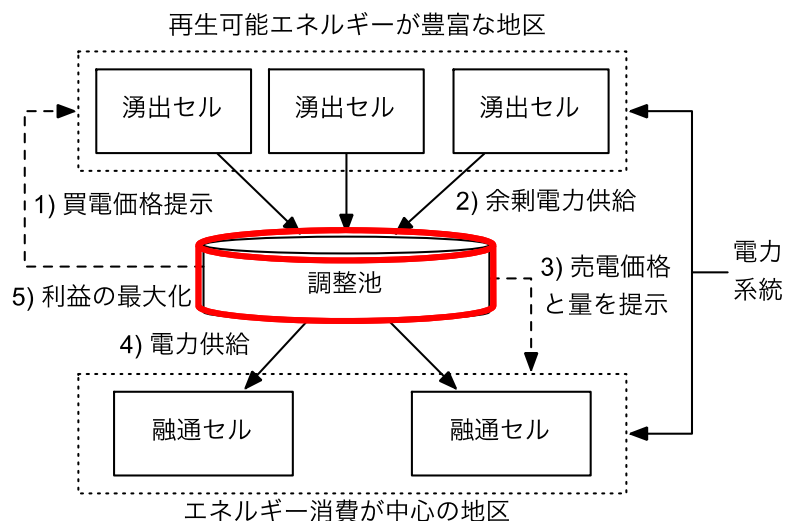 再生可能エネルギーが豊富な地区
湧出セル
湧出セル
湧出セル
1) 買電価格提示
2) 余剰電力供給
調整池
3) 売電価格
と量を提示
電力
系統
5) 利益の最大化
4) 電力供給
融通セル
融通セル
エネルギー消費が中心の地区